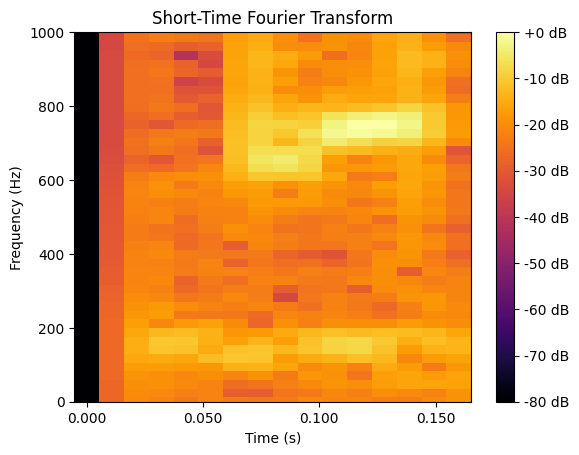 Short-Time Fourier Transform
Frequency (Hz)
1000
800
600
400
200
0
0.000
0.050
0.100
0.150
Time (s)
+0 dB
-10 dB
-20 dB
-30 dB
-40 dB
-50 dB
-60 dB
-70 dB
-80 dB